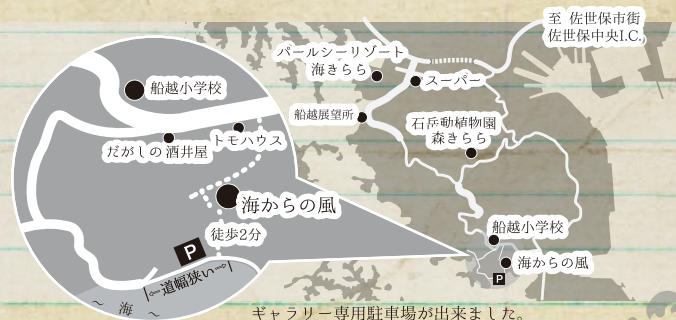 至 佐世保市街
佐世保中央I.C.
パールシーリゾート
海きらら
スーパー
船越展望所
石岳動植物園
森きらら
船越小学校
海からの風
P
船越小学校
だがしの酒井屋
トモハウス
海からの風
徒歩2分
P
←道幅狭い→
～ 海 ～
ギャラリー専用駐車場が出来ました。